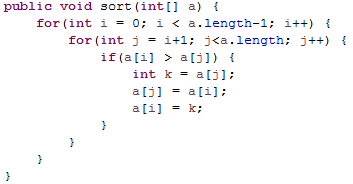 public void sort(int[] a) {
    for(int i = 0; i < a.length-1; i++) {
        for(int j = i+1; j<a.length; j++) {
            if(a[i] > a[j]) {
                int k = a[j];
                a[j] = a[i];
                a[i] = k;
            }
        }
    }
}